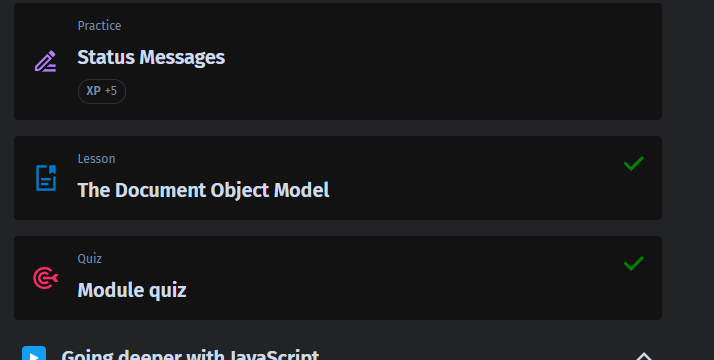 Practice
Status Messages
XP +5
Lesson
The Document Object Model
Quiz
Module quiz
Going deeper with JavaScript